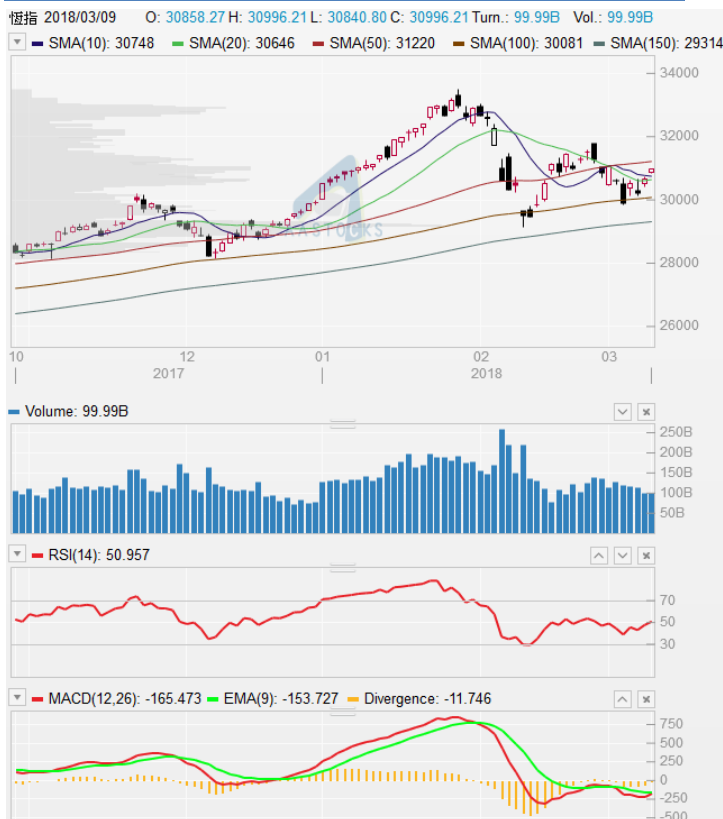 恆指 2018/03/09 O: 30858.27 H: 30996.21 L: 30840.80 C: 30996.21 Turn.: 99.99B Vol.: 99.99B
SMA(10): 30748 SMA(20): 30646 SMA(50): 31220 SMA(100): 30081 SMA(150): 29314
34000
32000
30000
28000
26000
ASTOCKS
10 12 01 02 03
2017 2018
Volume: 99.99B
250B
200B
150B
100B
50B
RSI(14): 50.957
70
50
30
MACD(12,26): -165.473 EMA(9): -153.727 Divergence: -11.746
750
500
250
0
-250
-500